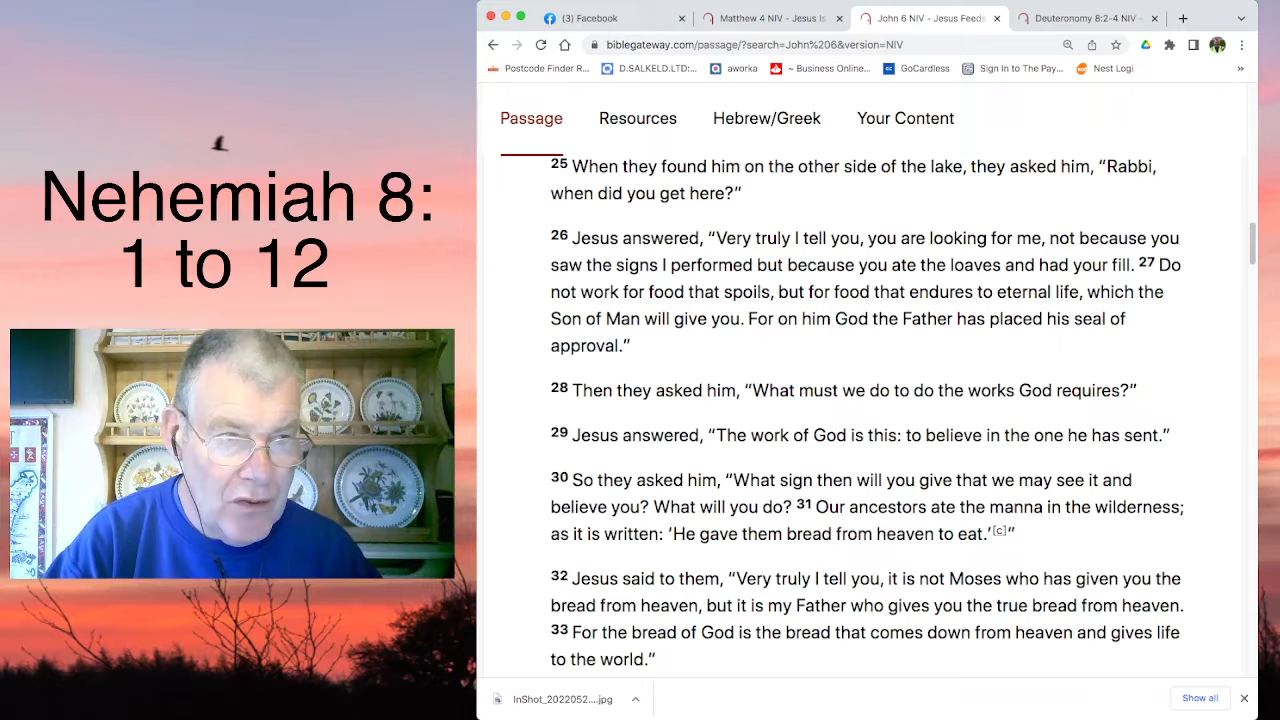 Nehemiah 8:
1 to 12
(3) Facebook
Matthew 4 NIV - Jesus Is
John 6 NIV - Jesus Feeds
Deuteronomy 8:2-4 NIV -
biblegateway.com/passage/?search=John%206&version=NIV
Postcode Finder R...
D.SALKELD.LTD:...
aworka
~ Business Online...
GoCardless
Sign In to The Pay...
Nest Logi
»
Passage
Resources
Hebrew/Greek
Your Content
25 When they found him on the other side of the lake, they asked him, “Rabbi,
when did you get here?”
26 Jesus answered, “Very truly I tell you, you are looking for me, not because you
saw the signs I performed but because you ate the loaves and had your fill. 27 Do
not work for food that spoils, but for food that endures to eternal life, which the
Son of Man will give you. For on him God the Father has placed his seal of
approval.”
28 Then they asked him, “What must we do to do the works God requires?”
29 Jesus answered, “The work of God is this: to believe in the one he has sent.”
30 So they asked him, “What sign then will you give that we may see it and
believe you? What will you do? 31 Our ancestors ate the manna in the wilderness;
as it is written: ‘He gave them bread from heaven to eat.’[c]”
32 Jesus said to them, “Very truly I tell you, it is not Moses who has given you the
bread from heaven, but it is my Father who gives you the true bread from heaven.
33 For the bread of God is the bread that comes down from heaven and gives life
to the world.”
InShot_2022052....jpg
Show all